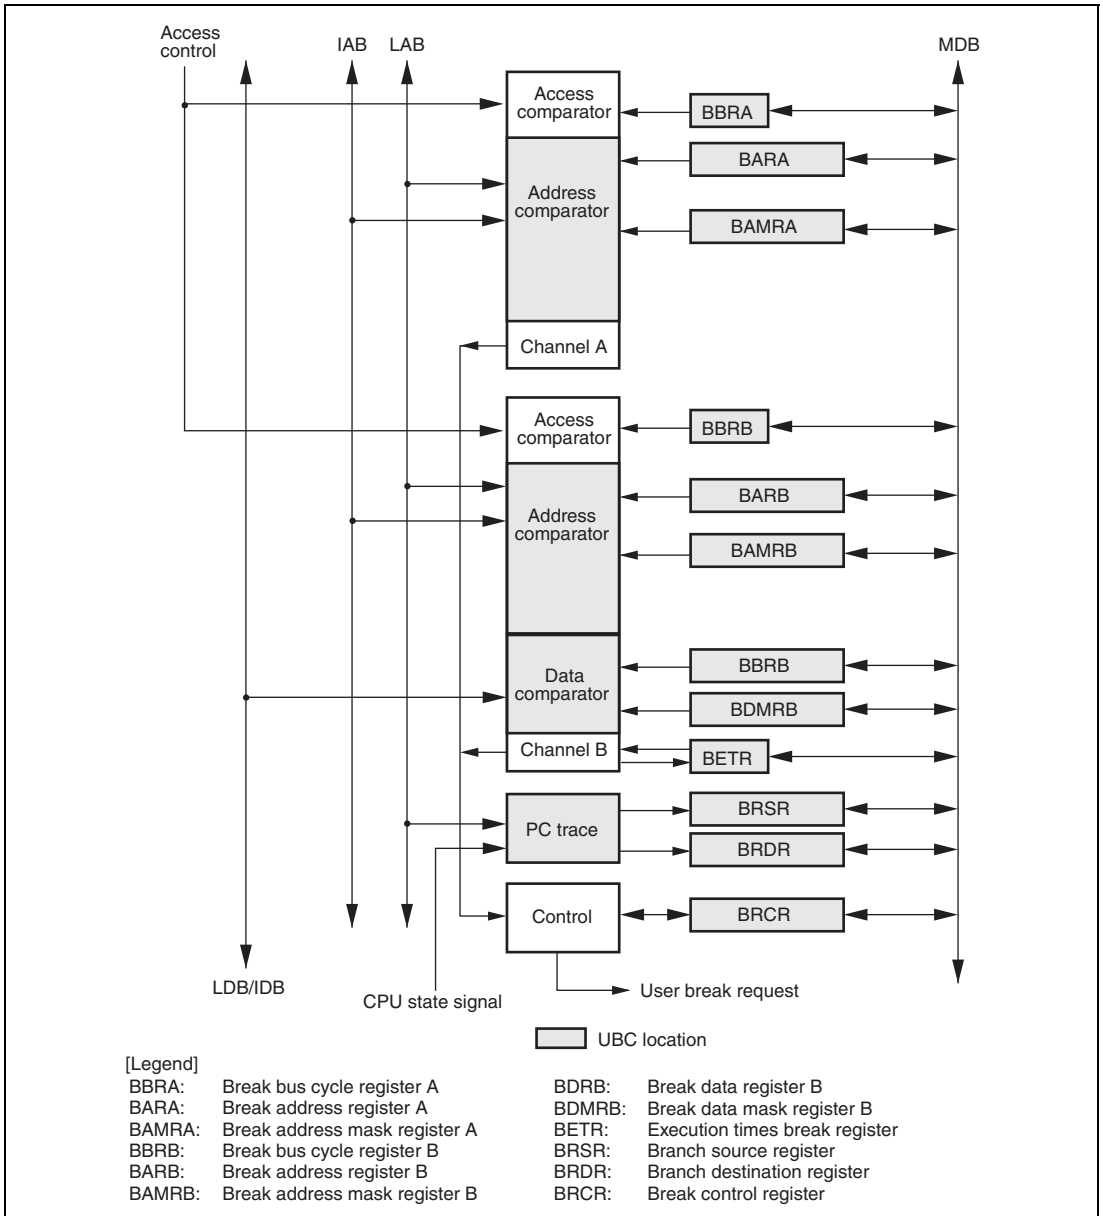 Access
control
IAB
LAB
MDB
Access
comparator
BBRA
BARA
Address
comparator
BAMRA
Channel A
Access
comparator
BBRB
BARB
Address
comparator
BAMRB
BBRB
Data
comparator
BDMRB
Channel B
BETR
BRSR
PC trace
BRDR
Control
BRCR
LDB/IDB
CPU state signal
User break request
UBC location
[Legend]
BBRA: Break bus cycle register A
BARA: Break address register A
BAMRA: Break address mask register A
BBRB: Break bus cycle register B
BARB: Break address register B
BAMRB: Break address mask register B
BDRB: Break data register B
BDMRB: Break data mask register B
BETR: Execution times break register
BRSR: Branch source register
BRDR: Branch destination register
BRCR: Break control register